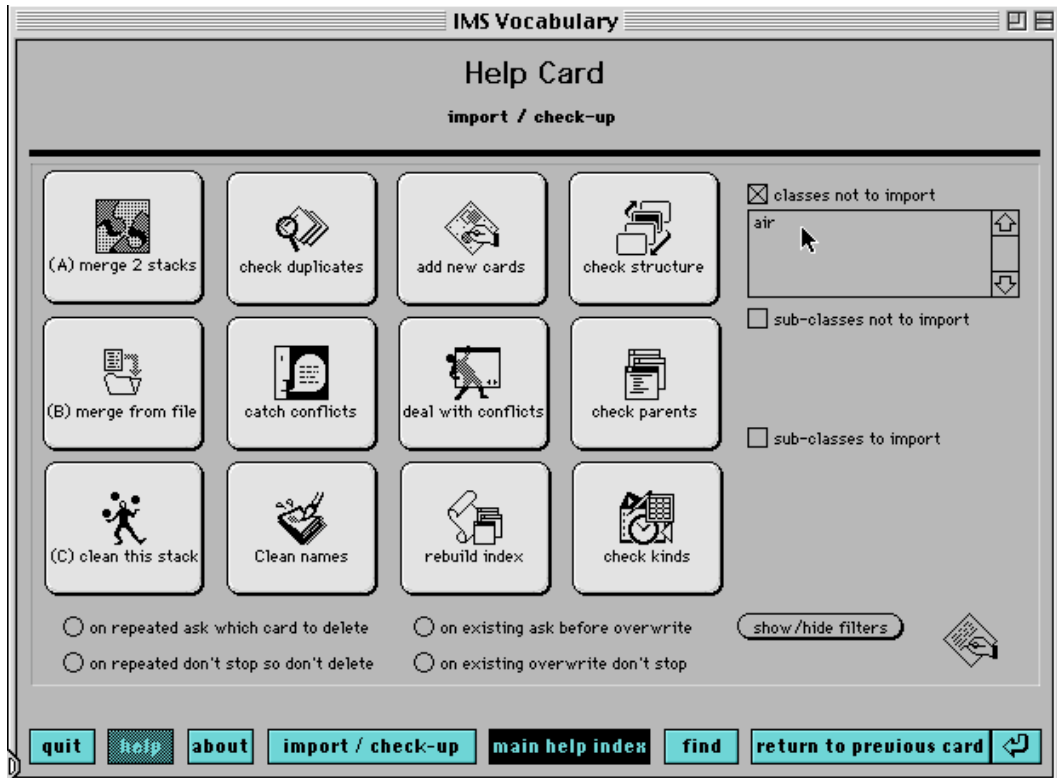 IMS Vocabulary
Help Card
import / check-up
(A) merge 2 stacks
check duplicates
add new cards
check structure
classes not to import
air
sub-classes not to import
(B) merge from file
catch conflicts
deal with conflicts
check parents
sub-classes to import
(C) clean this stack
Clean names
rebuild index
check kinds
on repeated ask which card to delete
on existing ask before overwrite
show/hide filters
on repeated don't stop so don't delete
on existing overwrite don't stop
quit
help
about
import / check-up
main help index
find
return to previous card